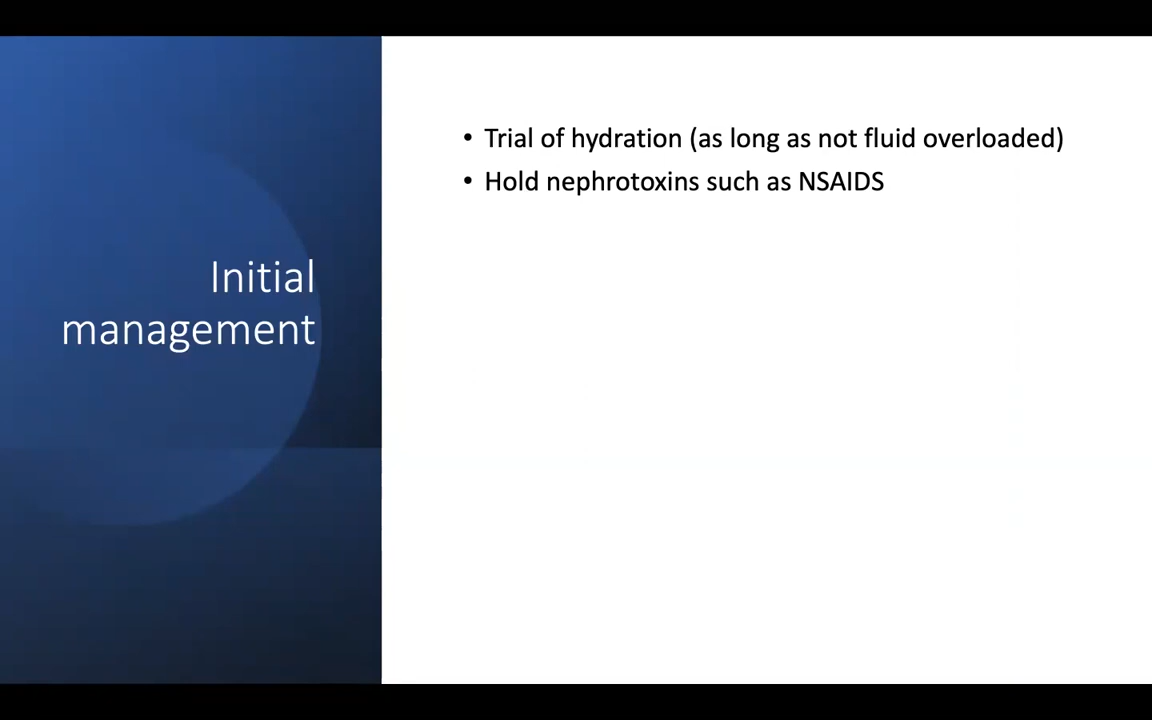 Initial
management
• Trial of hydration (as long as not fluid overloaded)
• Hold nephrotoxins such as NSAIDS